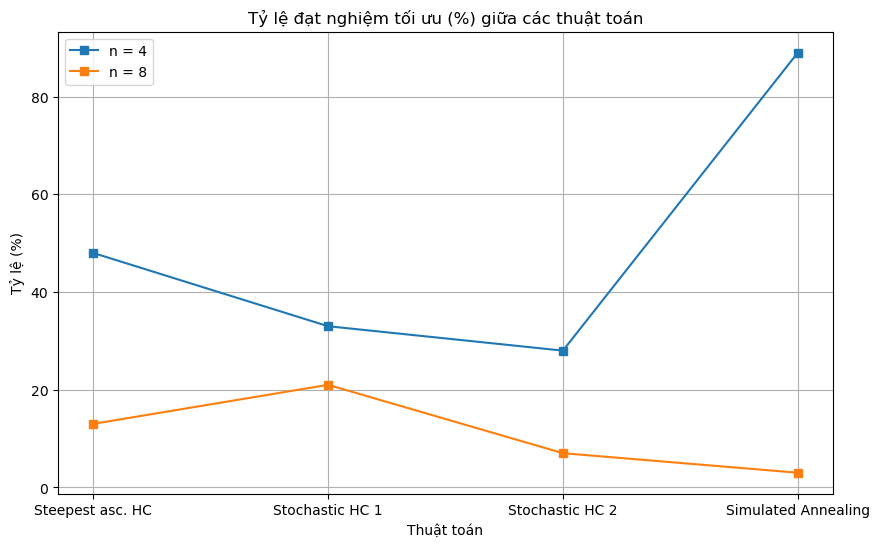 Tỷ lệ đạt nghiệm tối ưu (%) giữa các thuật toán
n = 4
n = 8
Tỷ lệ (%)
80
60
40
20
0
Steepest asc. HC
Stochastic HC 1
Stochastic HC 2
Simulated Annealing
Thuật toán